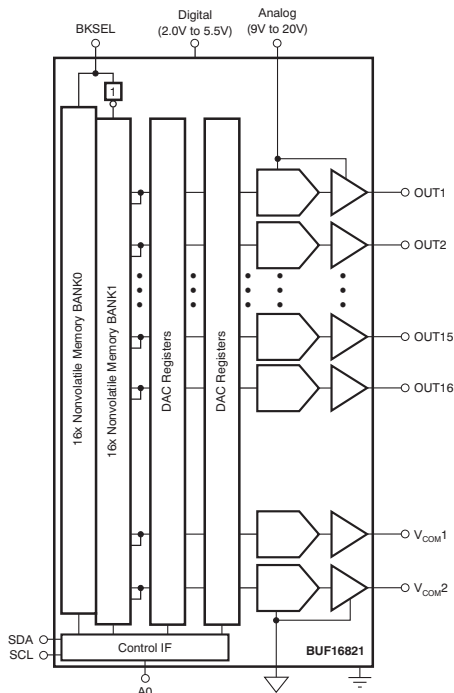 BKSEL
Digital
(2.0V to 5.5V)
Analog
(9V to 20V)
1
16x Nonvolatile Memory BANK0
16x Nonvolatile Memory BANK1
DAC Registers
DAC Registers
OUT1
OUT2
OUT15
OUT16
VCOM1
VCOM2
SDA
SCL
Control IF
BUF16821
A0